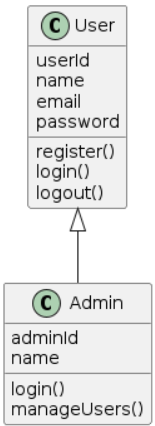 C User
userId
name
email
password
register()
login()
logout()
C Admin
adminId
name
login()
manageUsers()